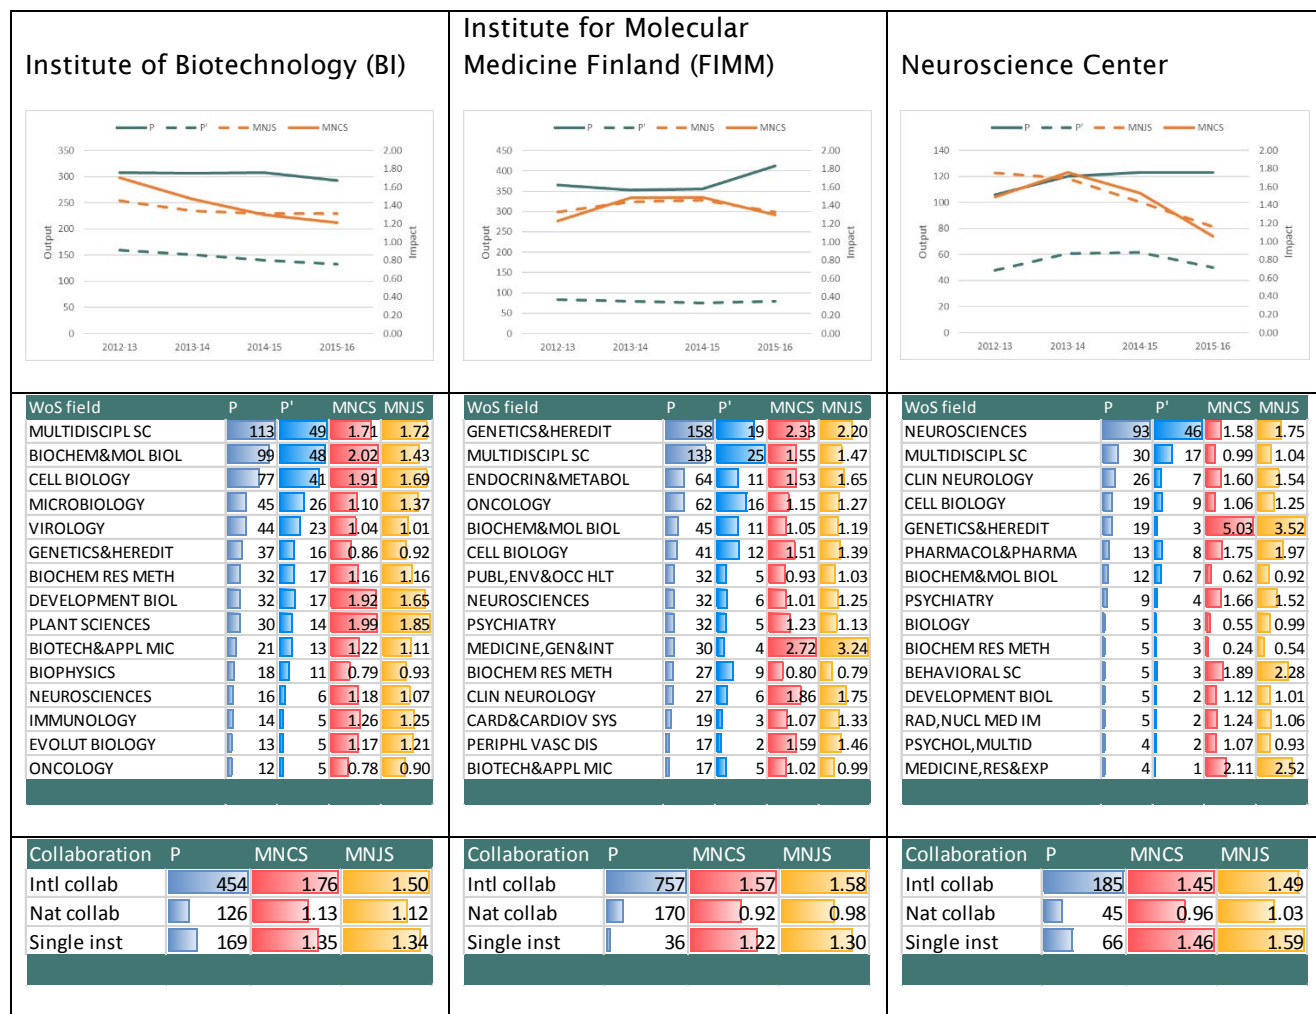 Institute of Biotechnology (BI)
Institute for Molecular
Medicine Finland (FIMM)
Neuroscience Center
P P' MNJS MNCS
350 2.00
300 1.80
250 1.60
200 1.40
150 1.20
100 1.00
50 0.80
0 0.60
0.40
0.20
0.00
Output
Impact
2012-13 2013-14 2014-15 2015-16
P P' MNJS MNCS
450 2.00
400 1.80
350 1.60
300 1.40
250 1.20
200 1.00
150 0.80
100 0.60
50 0.40
0 0.20
0.00
Output
Impact
2012-13 2013-14 2014-15 2015-16
P P' MNJS MNCS
140 2.00
120 1.80
100 1.60
80 1.40
60 1.20
40 1.00
20 0.80
0 0.60
0.40
0.20
0.00
Output
Impact
2012-13 2013-14 2014-15 2015-16
WoS field P P' MNCS MNJS
MULTIDISCIPL SC 113 49 1.71 1.72
BIOCHEM&MOL BIOL 99 48 2.02 1.43
CELL BIOLOGY 77 41 1.91 1.69
MICROBIOLOGY 45 26 1.10 1.37
VIROLOGY 44 23 1.04 1.01
GENETICS&HEREDIT 37 16 0.86 0.92
BIOCHEM RES METH 32 17 1.16 1.16
DEVELOPMENT BIOL 32 17 1.92 1.65
PLANT SCIENCES 30 14 1.99 1.85
BIOTECH&APPL MIC 21 13 1.22 1.11
BIOPHYSICS 18 11 0.79 0.93
NEUROSCIENCES 16 6 1.18 1.07
IMMUNOLOGY 14 5 1.26 1.25
EVOLUT BIOLOGY 13 5 1.17 1.21
ONCOLOGY 12 5 0.78 0.90
WoS field P P' MNCS MNJS
GENETICS&HEREDIT 158 19 2.33 2.20
MULTIDISCIPL SC 133 25 1.55 1.47
ENDOCRIN&METABOL 64 11 1.53 1.65
ONCOLOGY 62 16 1.15 1.27
BIOCHEM&MOL BIOL 45 11 1.05 1.19
CELL BIOLOGY 41 12 1.51 1.39
PUBL,ENV&OCC HLT 32 5 0.93 1.03
NEUROSCIENCES 32 6 1.01 1.25
PSYCHIATRY 32 5 1.23 1.13
MEDICINE,GEN&INT 30 4 2.72 3.24
BIOCHEM RES METH 27 9 0.80 0.79
CLIN NEUROLOGY 27 6 1.86 1.75
CARD&CARDIOV SYS 19 3 1.07 1.33
PERIPHL VASC DIS 17 2 1.59 1.46
BIOTECH&APPL MIC 17 5 1.02 0.99
WoS field P P' MNCS MNJS
NEUROSCIENCES 93 46 1.58 1.75
MULTIDISCIPL SC 30 17 0.99 1.04
CLIN NEUROLOGY 26 7 1.60 1.54
CELL BIOLOGY 19 9 1.06 1.25
GENETICS&HEREDIT 19 3 5.03 3.52
PHARMACOL&PHARMA 13 8 1.75 1.97
BIOCHEM&MOL BIOL 12 7 0.62 0.92
PSYCHIATRY 9 4 1.66 1.52
BIOLOGY 5 3 0.55 0.99
BIOCHEM RES METH 5 3 0.24 0.54
BEHAVIORAL SC 5 3 1.89 2.28
DEVELOPMENT BIOL 5 2 1.12 1.01
RAD,NUCL MED IM 5 2 1.24 1.06
PSYCHOL,MULTID 4 2 1.07 0.93
MEDICINE,RES&EXP 4 1 2.11 2.52
Collaboration P MNCS MNJS
Intl collab 454 1.76 1.50
Nat collab 126 1.13 1.12
Single inst 169 1.35 1.34
Collaboration P MNCS MNJS
Intl collab 757 1.57 1.58
Nat collab 170 0.92 0.98
Single inst 36 1.22 1.30
Collaboration P MNCS MNJS
Intl collab 185 1.45 1.49
Nat collab 45 0.96 1.03
Single inst 66 1.46 1.59